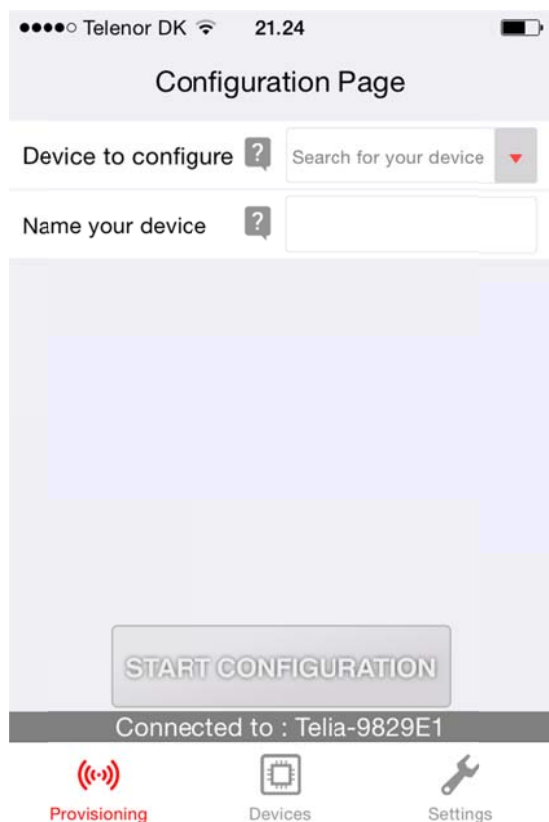 Telenor DK 21.24
Configuration Page
Device to configure ? Search for your device
Name your device ?
START CONFIGURATION
Connected to : Telia-9829E1
Provisioning Devices Settings